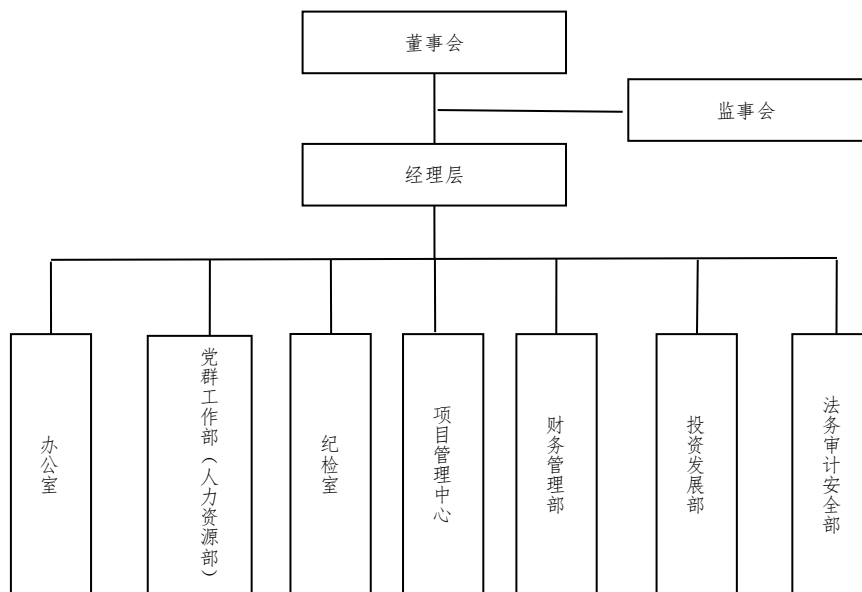 董事会
监事会
经理层
办公室
党群工作部（人力资源部）
纪检室
项目管理中心
财务管理部
投资发展部
法务审计安全部